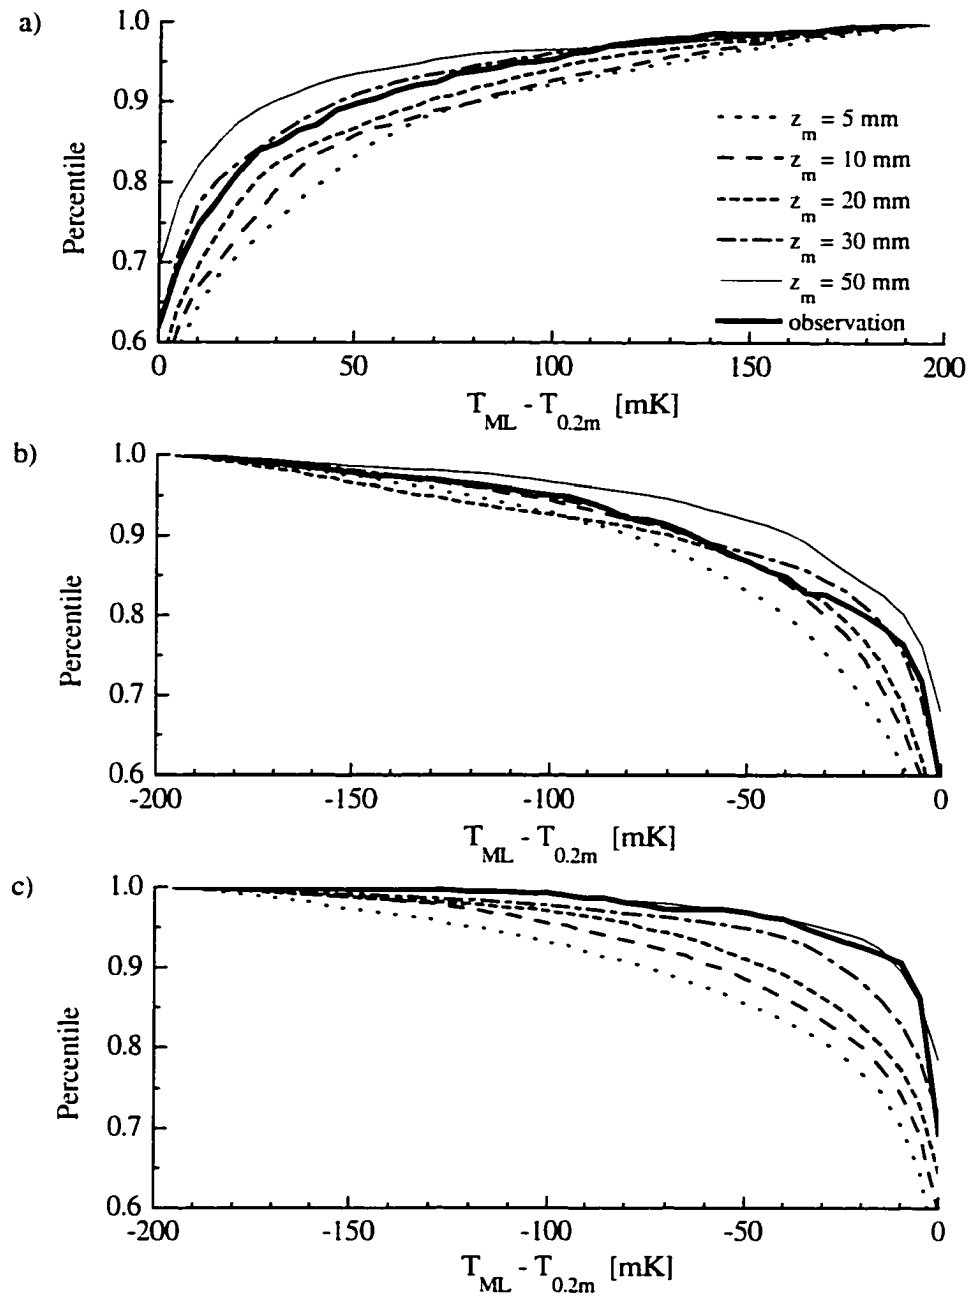 a)
1.0
0.9
0.8
0.7
0.6
Percentile
z_m = 5 mm
z_m = 10 mm
z_m = 20 mm
z_m = 30 mm
z_m = 50 mm
observation
0 50 100 150 200
T_ML - T_0.2m [mK]
b)
1.0
0.9
0.8
0.7
0.6
Percentile
-200 -150 -100 -50 0
T_ML - T_0.2m [mK]
c)
1.0
0.9
0.8
0.7
0.6
Percentile
-200 -150 -100 -50 0
T_ML - T_0.2m [mK]